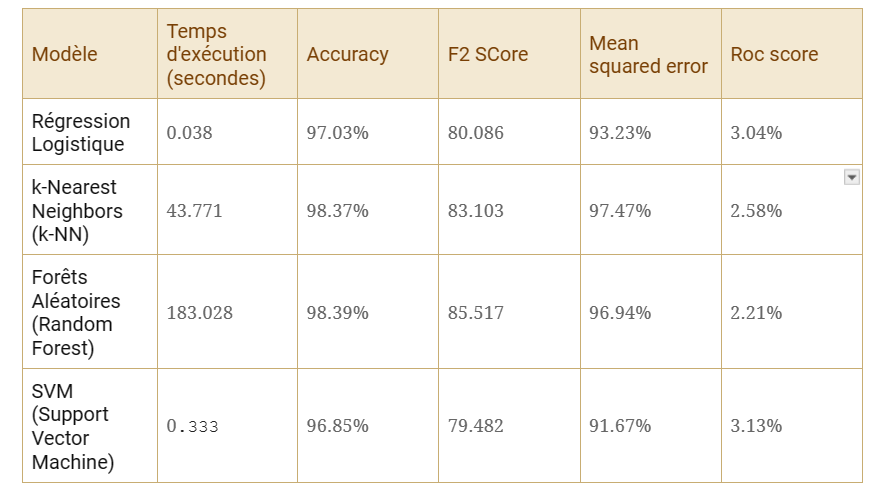 Modèle
Temps
d'exécution
(secondes)
Accuracy
F2 SCore
Mean
squared error
Roc score
Régression
Logistique
0.038
97.03%
80.086
93.23%
3.04%
k-Nearest
Neighbors
(k-NN)
43.771
98.37%
83.103
97.47%
2.58%
Forêts
Aléatoires
(Random
Forest)
183.028
98.39%
85.517
96.94%
2.21%
SVM
(Support
Vector
Machine)
0.333
96.85%
79.482
91.67%
3.13%